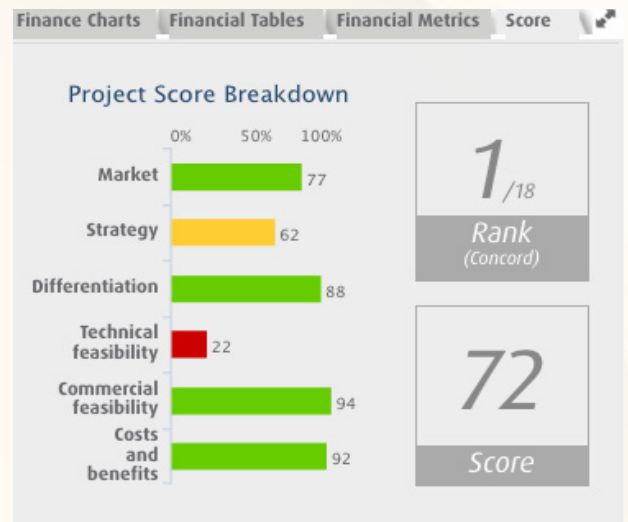 Finance Charts Financial Tables Financial Metrics Score
Project Score Breakdown
0% 50% 100%
Market 77
Strategy 62
Differentiation 88
Technical
feasibility 22
Commercial
feasibility 94
Costs
and
benefits 92
1/18
Rank
(Concord)
72
Score